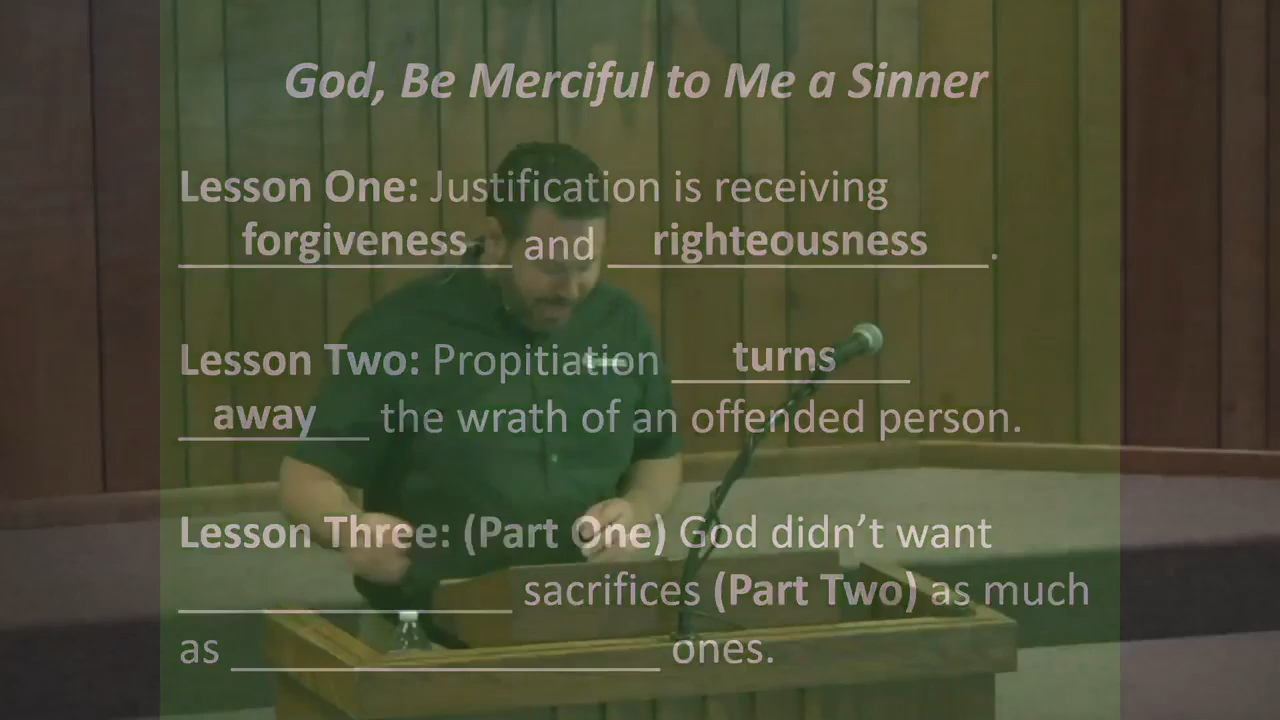 God, Be Merciful to Me a Sinner
Lesson One: Justification is receiving
forgiveness and righteousness.
Lesson Two: Propitiation turns
away the wrath of an offended person.
Lesson Three: (Part One) God didn't want
____________ sacrifices (Part Two) as much
as ________________ ones.